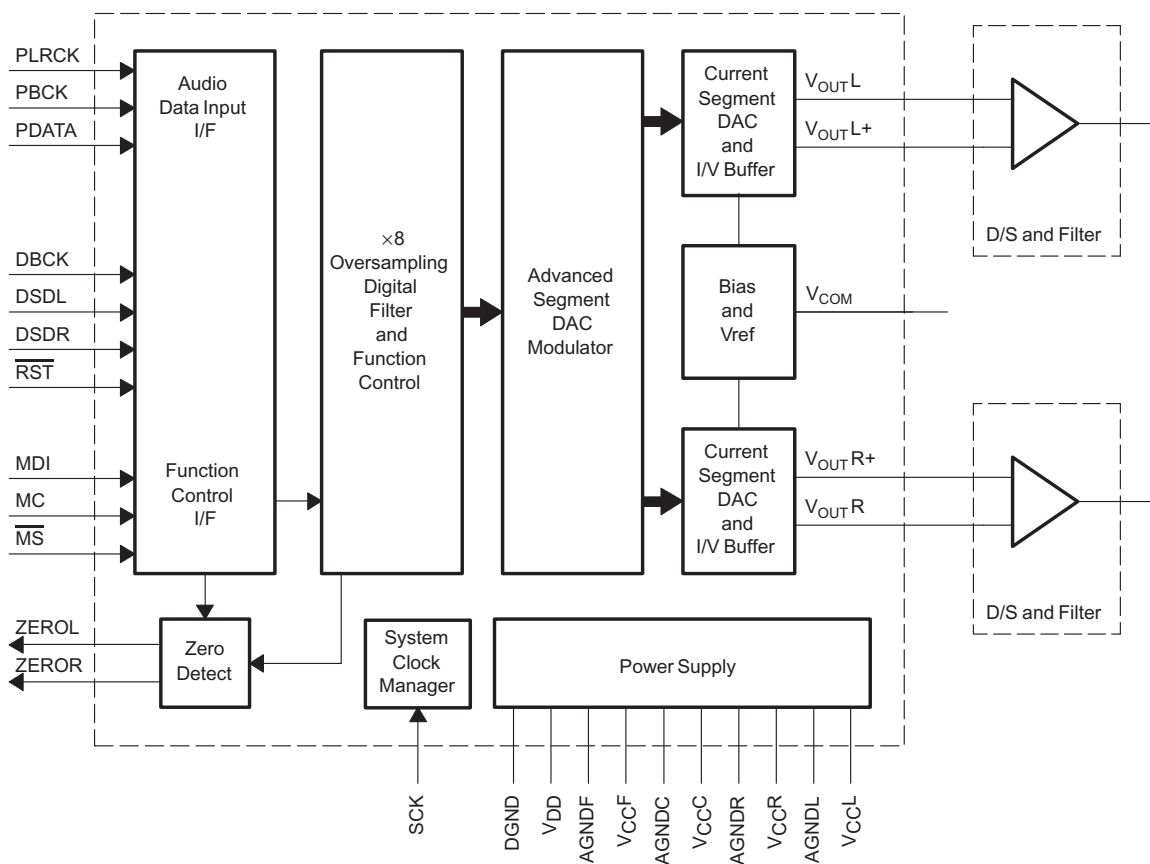 PLRCK
PBCK
PDATA
DBCK
DSDL
DSDR
RST
MDI
MC
MS
ZEROL
ZEROR
Audio
Data Input
I/F
Function
Control
I/F
Zero
Detect
×8
Oversampling
Digital
Filter
and
Function
Control
System
Clock
Manager
SCK
Advanced
Segment
DAC
Modulator
Current
Segment
DAC
and
I/V Buffer
Bias
and
Vref
Current
Segment
DAC
and
I/V Buffer
VOUTL
VOUTL+
VCOM
VOUTR+
VOUTR
D/S and Filter
D/S and Filter
Power Supply
DGND
VDD
AGNDF
VCCF
AGNDC
VCCC
AGNDR
VCCR
AGNDL
VCCL